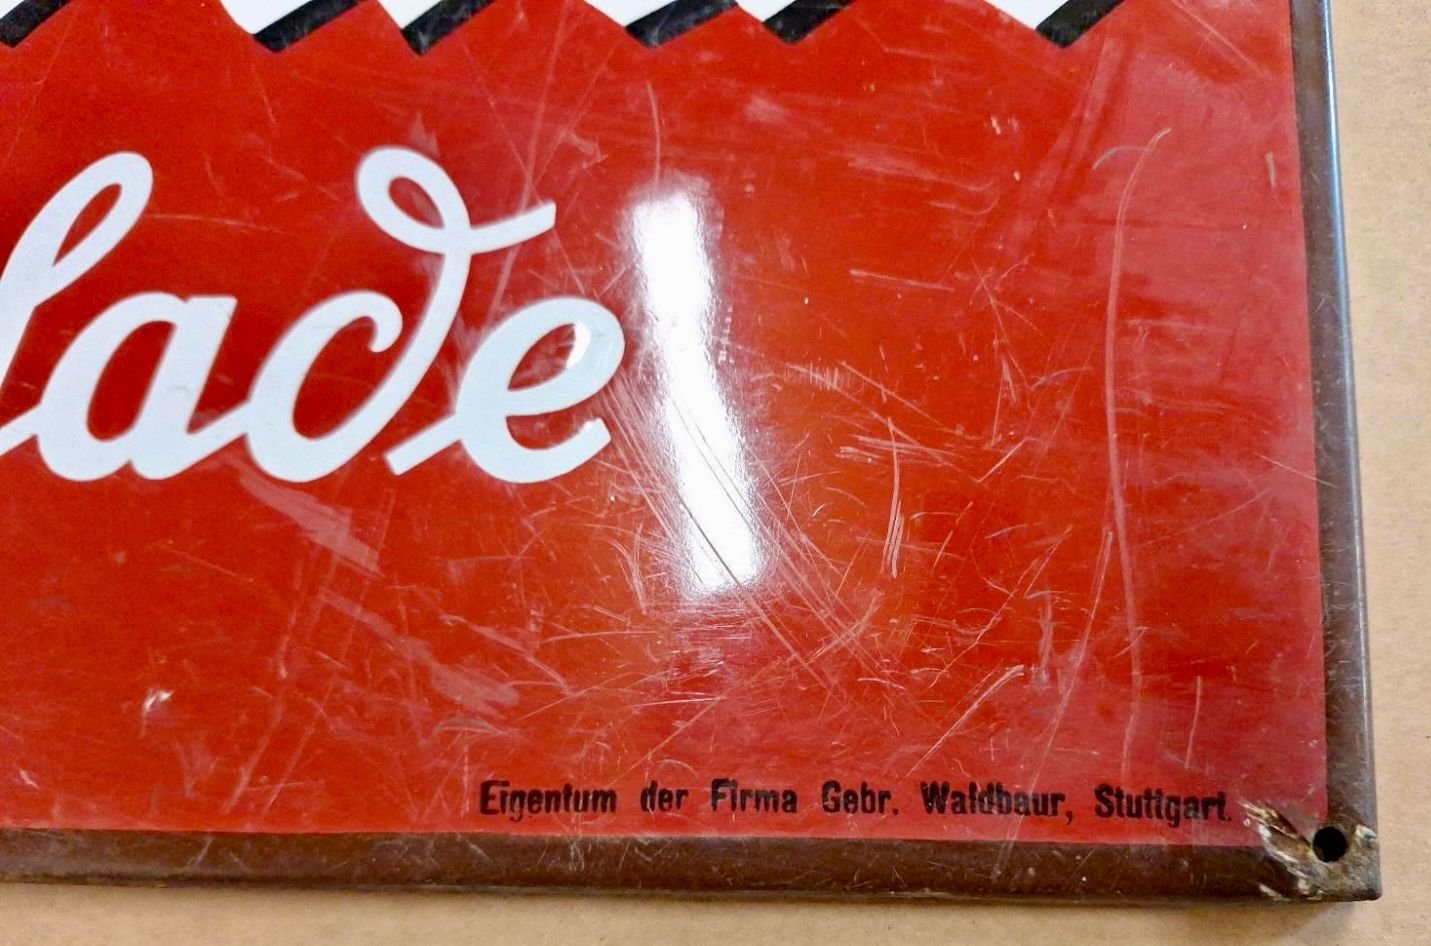 lade
Eigentum der Firma Gebr. Waldbaur, Stuttgart.